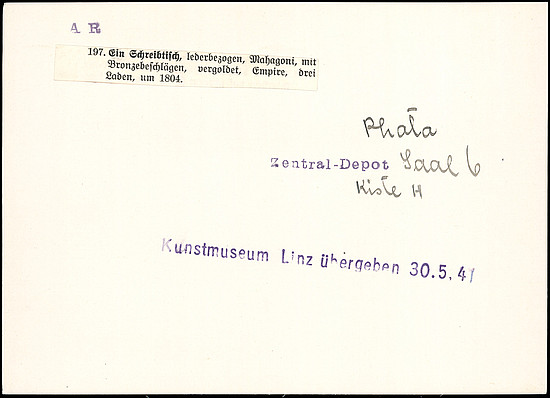 A R
197. Ein Schreibtisch, lederbezogen, Mahagoni, mit
Bronzebeschlägen, vergoldet, Empire, drei
Laden, um 1804.
Photo
Zentral-Depot Saal 6
Kiste H
Kunstmuseum Linz übergeben 30.5.41